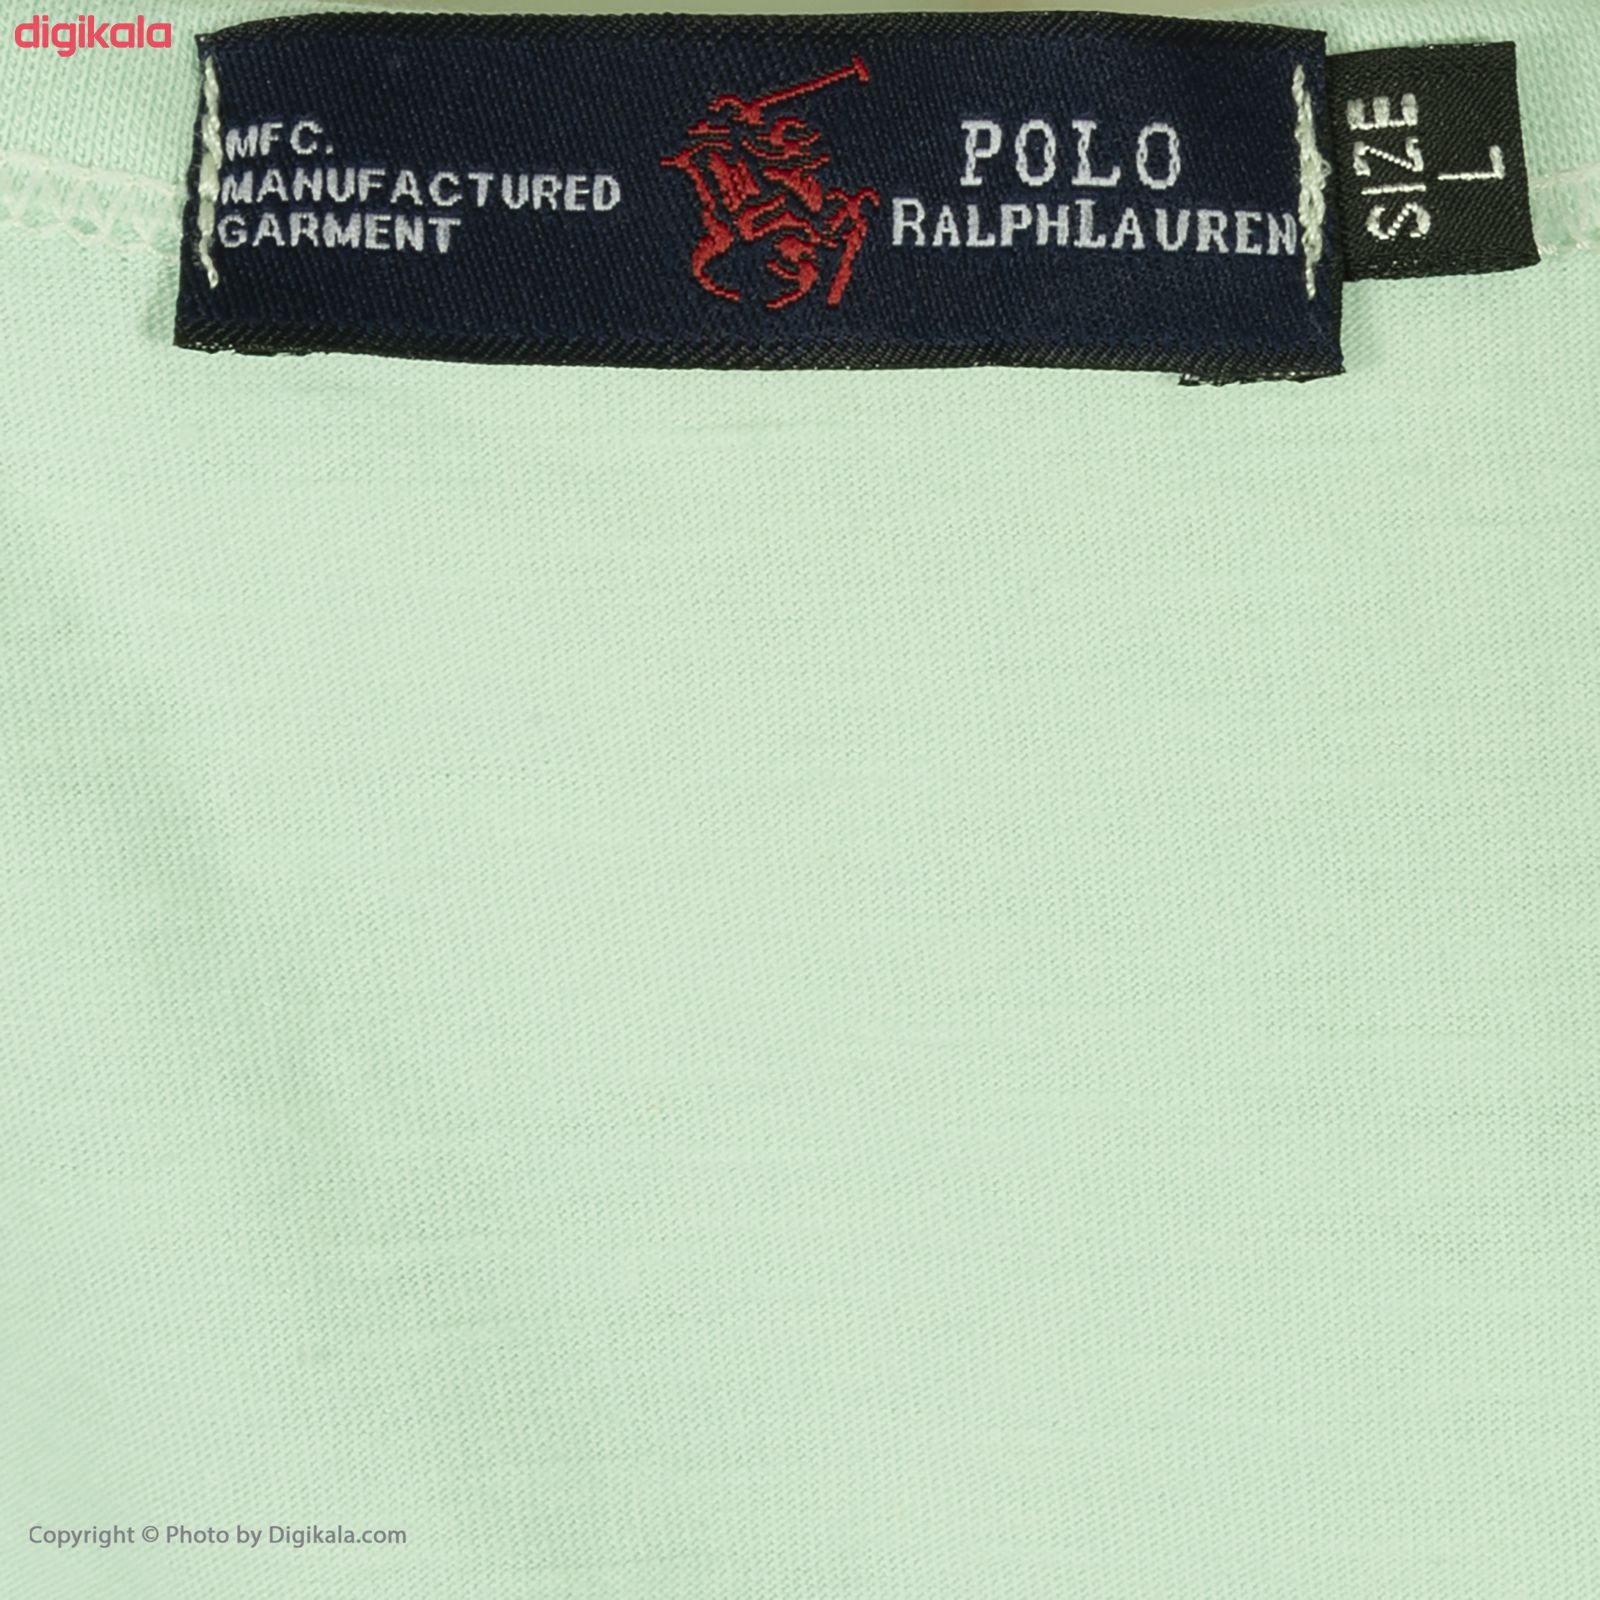 digikala
MFC.
MANUFACTURED
GARMENT
POLO
RALPHLAUREN
SIZE
L
Copyright © Photo by Digikala.com